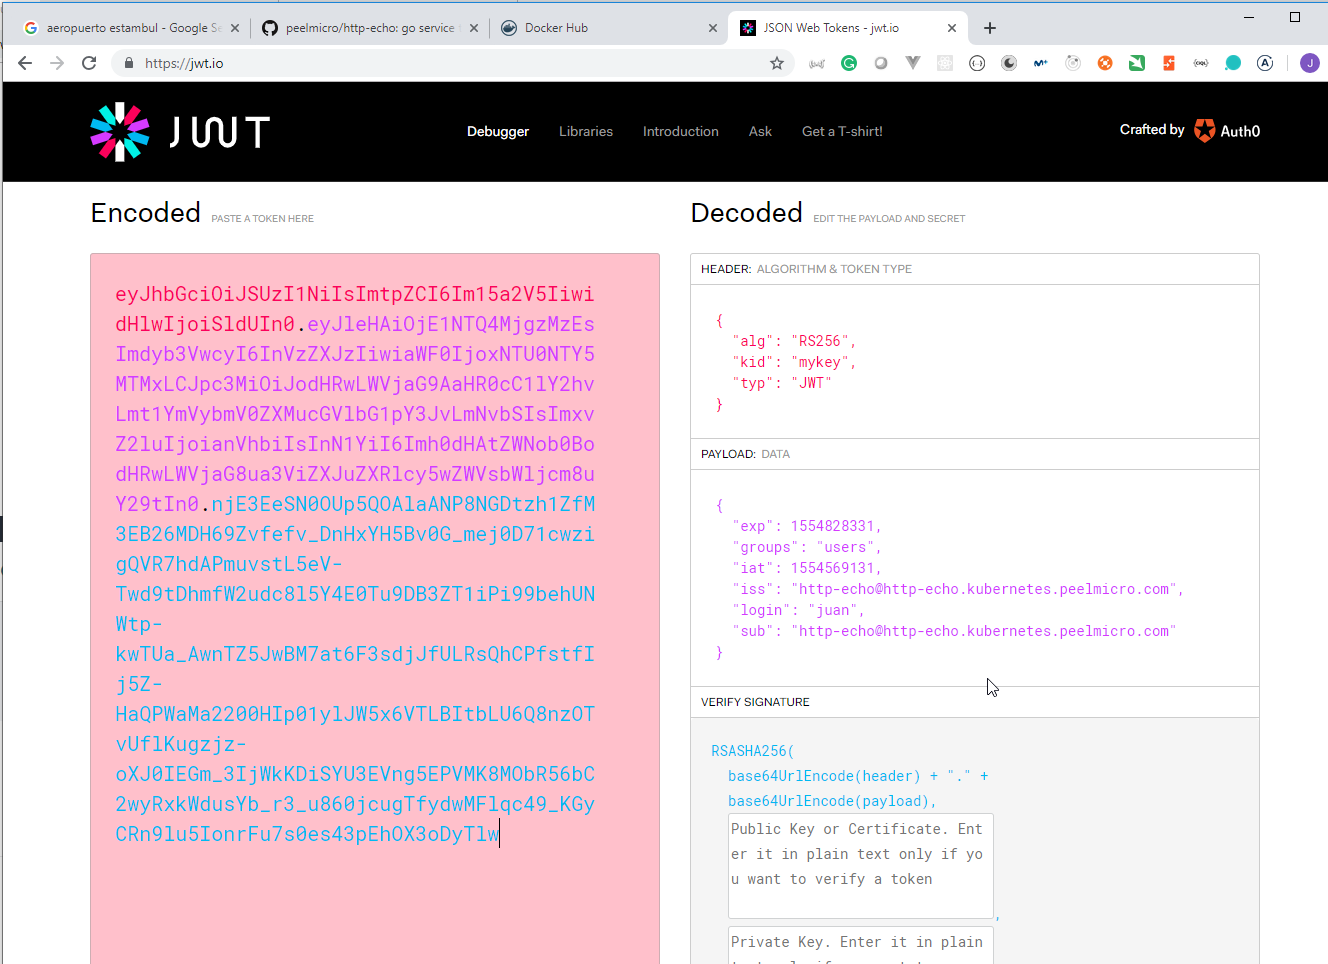 aeropuerto estambul - Google Se
peelmicro/http-echo: go service
Docker Hub
JSON Web Tokens - jwt.io
https://jwt.io
J
JWT
Debugger
Libraries
Introduction
Ask
Get a T-shirt!
Crafted by
Auth0
Encoded PASTE A TOKEN HERE
Decoded EDIT THE PAYLOAD AND SECRET
eyJhbGciOiJSUzI1NiIsImtpZCI6Im15a2V5Iiwi
dHlwIjoiSldUIn0.eyJleHAiOjE1NTQ4MjgzMzEs
Imdyb3VwcyI6InVzZXJzIiwiaWF0IjoxNTU0NTY5
MTMxLCJpc3MiOiJodHRwLWVjaG9AaHR0cC1lY2hv
Lmt1YmVybmV0ZXMucGVlbG1pY3JvLmNvbSIsImxv
Z2luIjoianVhbiIsInN1YiI6Imh0dHAtZWNob0Bo
dHRwLWVjaG8ua3ViZXJuZXRlcy5wZWVsbWljcm8u
Y29tIn0.njE3EeSN0OUp5QOAlaANP8NGDtzh1ZfM
3EB26MDH69Zvfefv_DnHxYH5Bv0G_mej0D71cwzi
gQVR7hdAPmuvstL5eV-
Twd9tDhmfW2udc8l5Y4E0Tu9DB3ZT1iPi99behUN
Wtp-
kwTUa_AwnTZ5JwBM7at6F3sdjJfULRsQhCPfstfI
j5Z-
HaQPWaMa2200HIp01ylJW5x6VTLBItbLU6Q8nzOT
vUflKugzjz-
oXJ0IEGm_3IjWkKDiSYU3EVng5EPVMK8MObR56bC
2wyRxkWdusYb_r3_u860jcugTfydwMFlqc49_KGy
CRn9lu5IonrFu7s0es43pEhOX3oDyTlw
HEADER: ALGORITHM & TOKEN TYPE
{
"alg": "RS256",
"kid": "mykey",
"typ": "JWT"
}
PAYLOAD: DATA
{
"exp": 1554828331,
"groups": "users",
"iat": 1554569131,
"iss": "http-echo@http-echo.kubernetes.peelmicro.com",
"login": "juan",
"sub": "http-echo@http-echo.kubernetes.peelmicro.com"
}
VERIFY SIGNATURE
RSASHA256(
base64UrlEncode(header) + "." +
base64UrlEncode(payload),
Public Key or Certificate. Ent
er it in plain text only if yo
u want to verify a token
,
Private Key. Enter it in plain